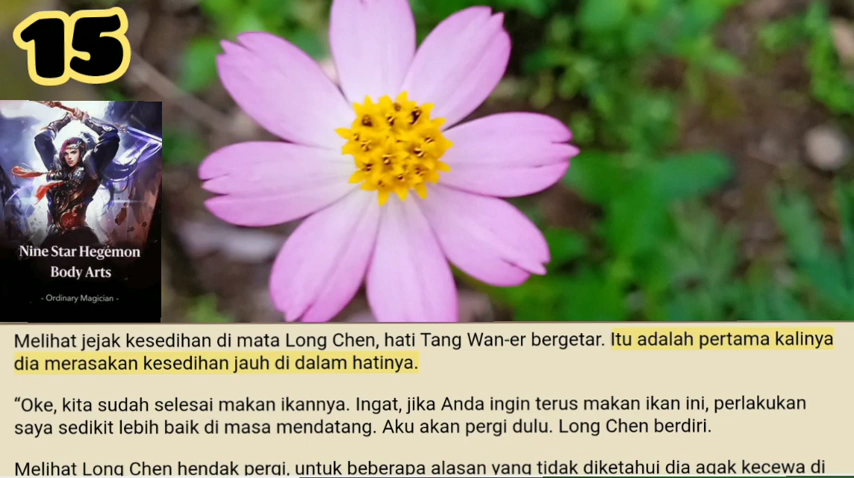 15
Nine Star Hegemon
Body Arts
- Ordinary Magician -
Melihat jejak kesedihan di mata Long Chen, hati Tang Wan-er bergetar. Itu adalah pertama kalinya
dia merasakan kesedihan jauh di dalam hatinya.
“Oke, kita sudah selesai makan ikannya. Ingat, jika Anda ingin terus makan ikan ini, perlakukan
saya sedikit lebih baik di masa mendatang. Aku akan pergi dulu. Long Chen berdiri.
Melihat Long Chen hendak pergi, untuk beberapa alasan yang tidak diketahui dia agak kecewa di